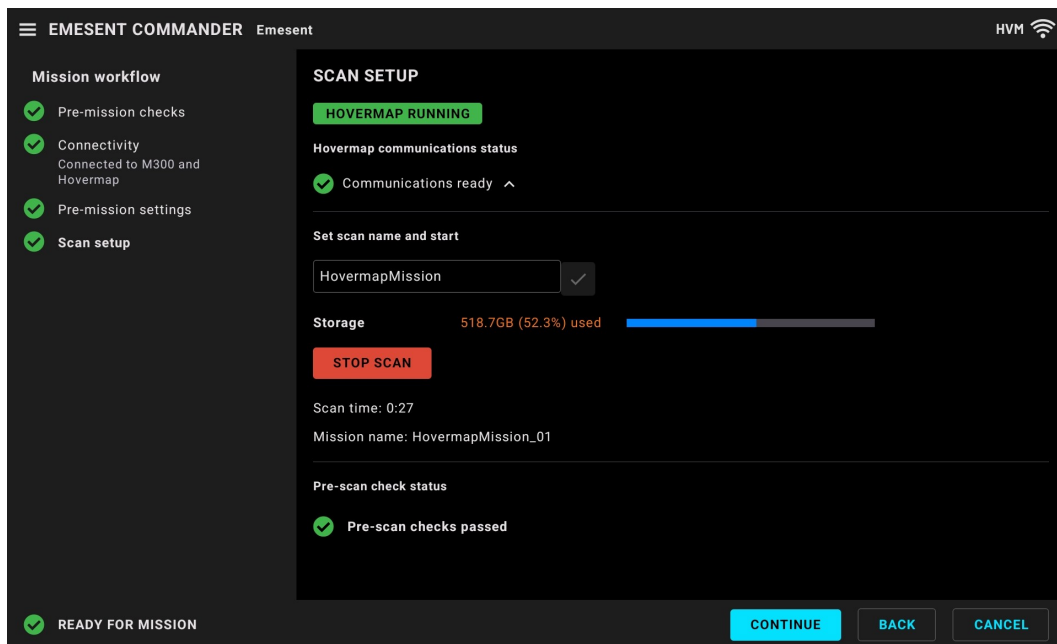 EMESENT COMMANDER Emesent
HVM
Mission workflow
Pre-mission checks
Connectivity
Connected to M300 and
Hovermap
Pre-mission settings
Scan setup
SCAN SETUP
HOVERMAP RUNNING
Hovermap communications status
Communications ready
Set scan name and start
HovermapMission
Storage 518.7GB (52.3%) used
STOP SCAN
Scan time: 0:27
Mission name: HovermapMission_01
Pre-scan check status
Pre-scan checks passed
READY FOR MISSION
CONTINUE BACK CANCEL